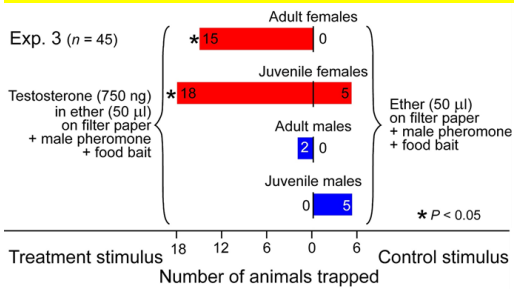 Adult females
Exp. 3 (n = 45)
* 15 0
Juvenile females
* 18 5
Testosterone (750 ng)
in ether (50 µl)
on filter paper
+ male pheromone
+ food bait
Ether (50 µl)
on filter paper
+ male pheromone
+ food bait
Adult males
2 0
Juvenile males
0 5
* P < 0.05
Treatment stimulus
18 12 6 0 6
Control stimulus
Number of animals trapped